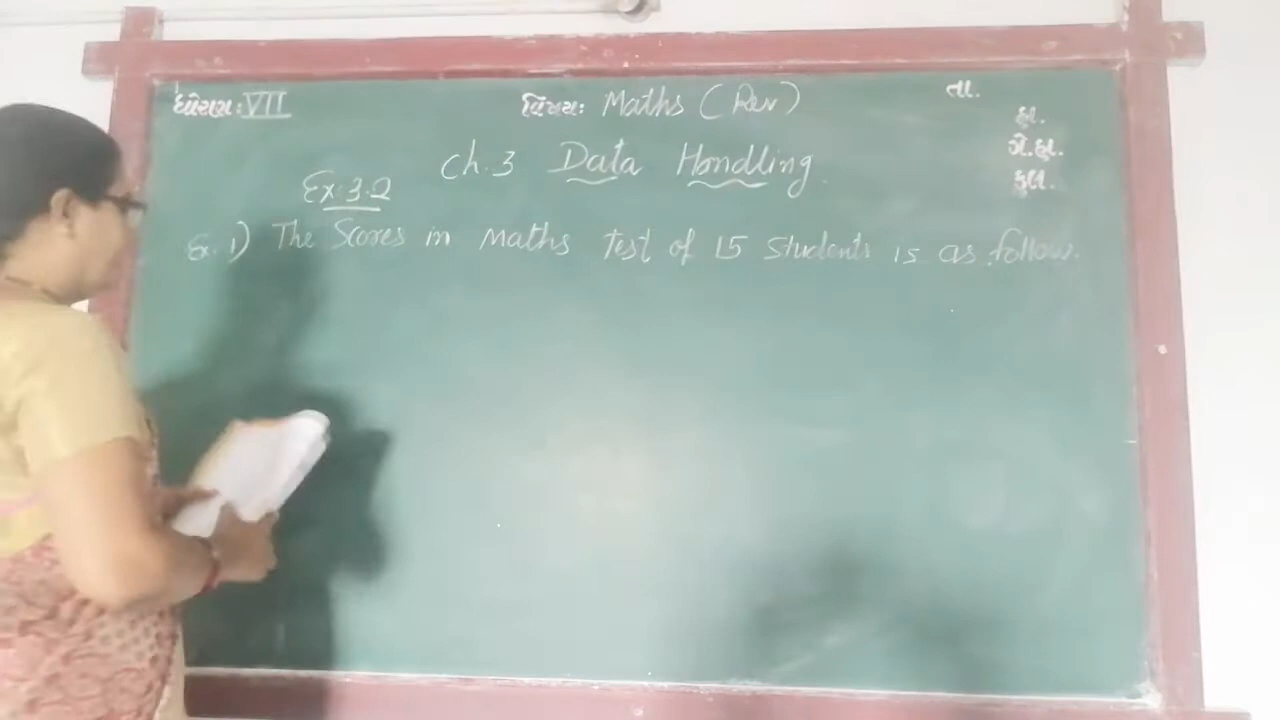 ધોરણ: VII વિષય: Maths (Rev) તા.
હા.
ગે.હા.
કુલ.
Ch.3 Data Handling
Ex: 3.2
Ex. 1) The Scores in Maths test of 15 Students is as follow.